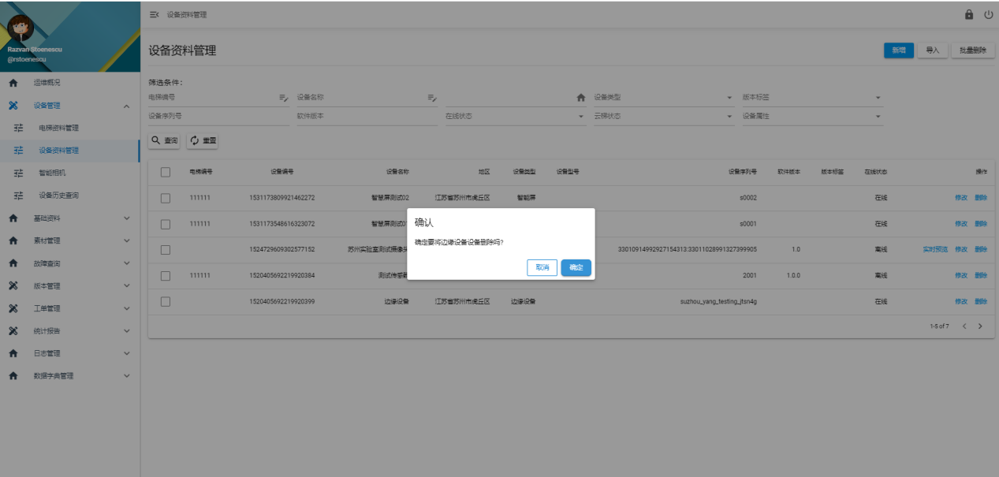 设备资料管理
Razvan Stoenescu
@rstoenescu
运维概况
设备管理
电梯资料管理
设备资料管理
智能相机
设备历史查询
基础资料
素材管理
故障查询
版本管理
工单管理
统计报告
日志管理
数据字典管理
设备资料管理
新增 导入 批量删除
筛选条件：
电梯编号 设备名称 设备类型 版本标签
设备序列号 软件版本 在线状态 云梯状态 设备属性
查询 重置
电梯编号 设备编号 设备名称 地区 设备类型 设备型号 设备序列号 软件版本 版本标签 在线状态 操作
111111 1531173809921462272 智慧屏测试02 江苏省苏州市虎丘区 智能屏 s0002 在线 修改 删除
111111 1531173548616323072 智慧屏测试0 s0001 在线 修改 删除
1524729609302577152 苏州实验室测试摄像头 33010914992927154313:33011028991327399905 1.0 离线 实时预览 修改 删除
111111 1520405692219920384 测试传感器 2001 1.0.0 离线 修改 删除
1520405692219920399 边缘设备 江苏省苏州市虎丘区 边缘设备 suzhou_yang_testing_jtsn4g 在线 修改 删除
1-5 of 7
确认
确定要将边缘设备设备删除吗?
取消 确定